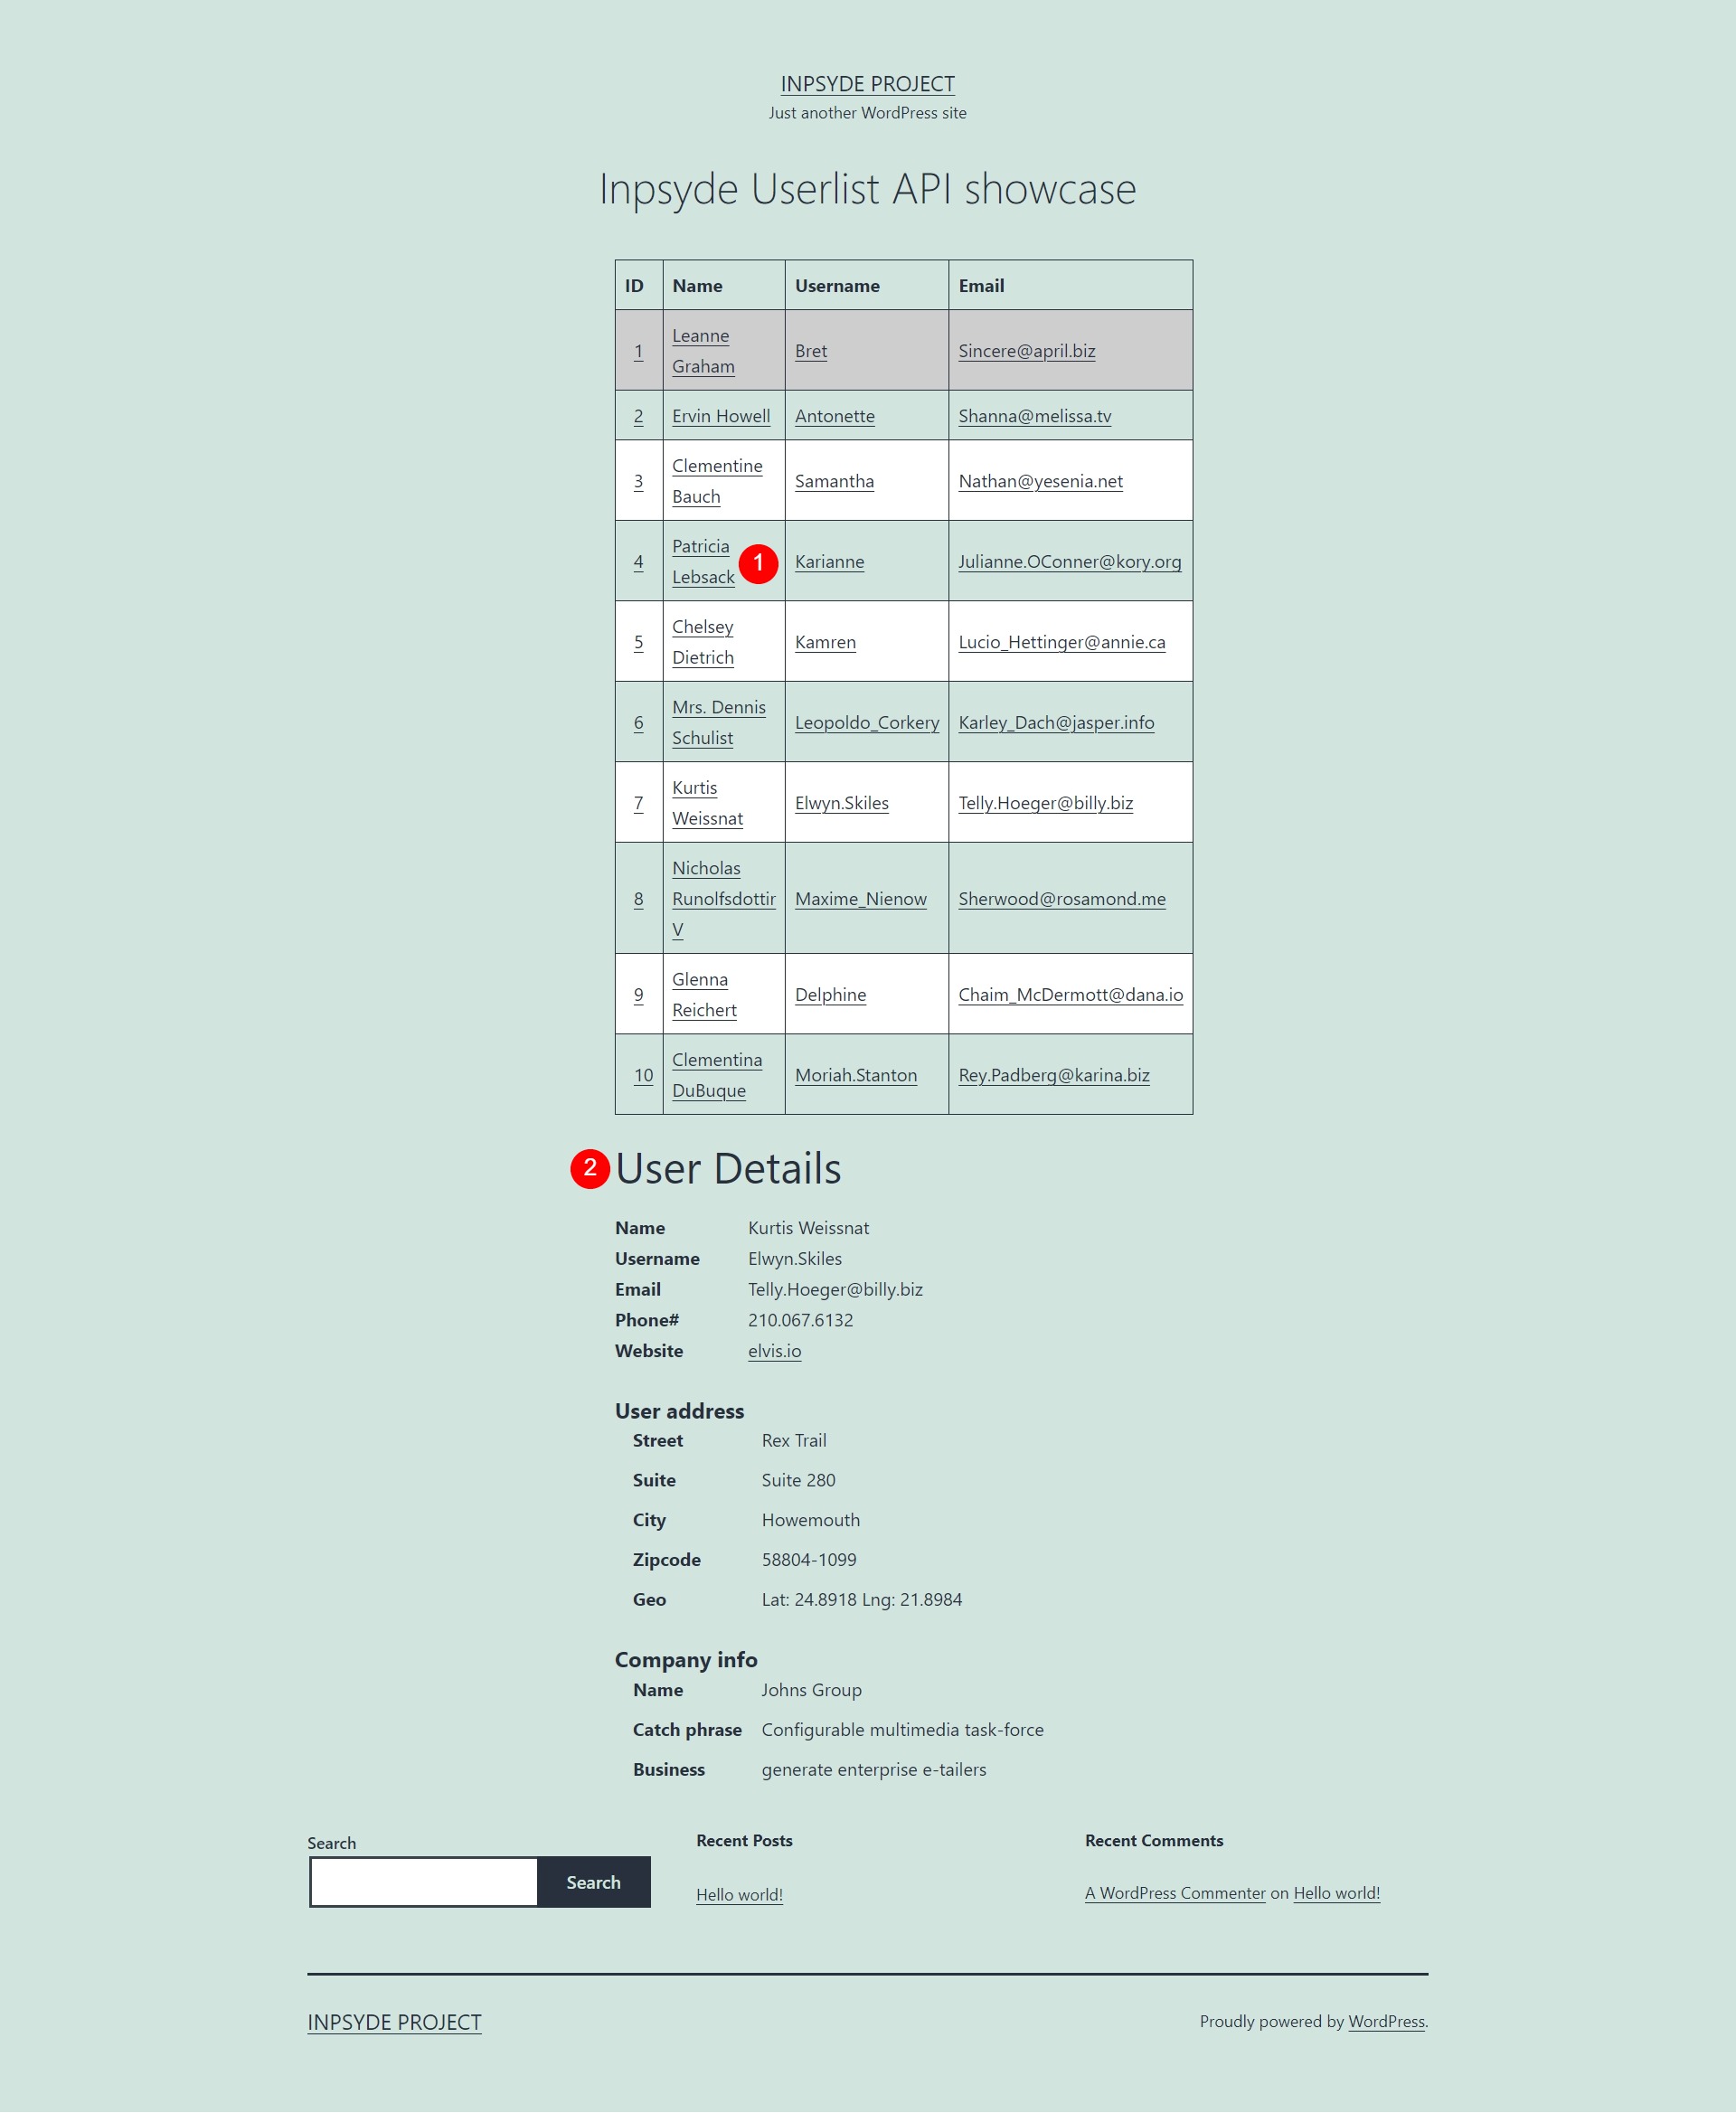 INPSYDE PROJECT
Just another WordPress site
Inpsyde Userlist API showcase
ID Name Username Email
1 Leanne Graham Bret Sincere@april.biz
2 Ervin Howell Antonette Shanna@melissa.tv
3 Clementine Bauch Samantha Nathan@yesenia.net
4 Patricia Lebsack 1 Karianne Julianne.OConner@kory.org
5 Chelsey Dietrich Kamren Lucio_Hettinger@annie.ca
6 Mrs. Dennis Schulist Leopoldo_Corkery Karley_Dach@jasper.info
7 Kurtis Weissnat Elwyn.Skiles Telly.Hoeger@billy.biz
8 Nicholas Runolfsdottir V Maxime_Nienow Sherwood@rosamond.me
9 Glenna Reichert Delphine Chaim_McDermott@dana.io
10 Clementina DuBuque Moriah.Stanton Rey.Padberg@karina.biz
2 User Details
Name Kurtis Weissnat
Username Elwyn.Skiles
Email Telly.Hoeger@billy.biz
Phone# 210.067.6132
Website elvis.io
User address
Street Rex Trail
Suite Suite 280
City Howemouth
Zipcode 58804-1099
Geo Lat: 24.8918 Lng: 21.8984
Company info
Name Johns Group
Catch phrase Configurable multimedia task-force
Business generate enterprise e-tailers
Search
Search
Recent Posts
Hello world!
Recent Comments
A WordPress Commenter on Hello world!
INPSYDE PROJECT
Proudly powered by WordPress.